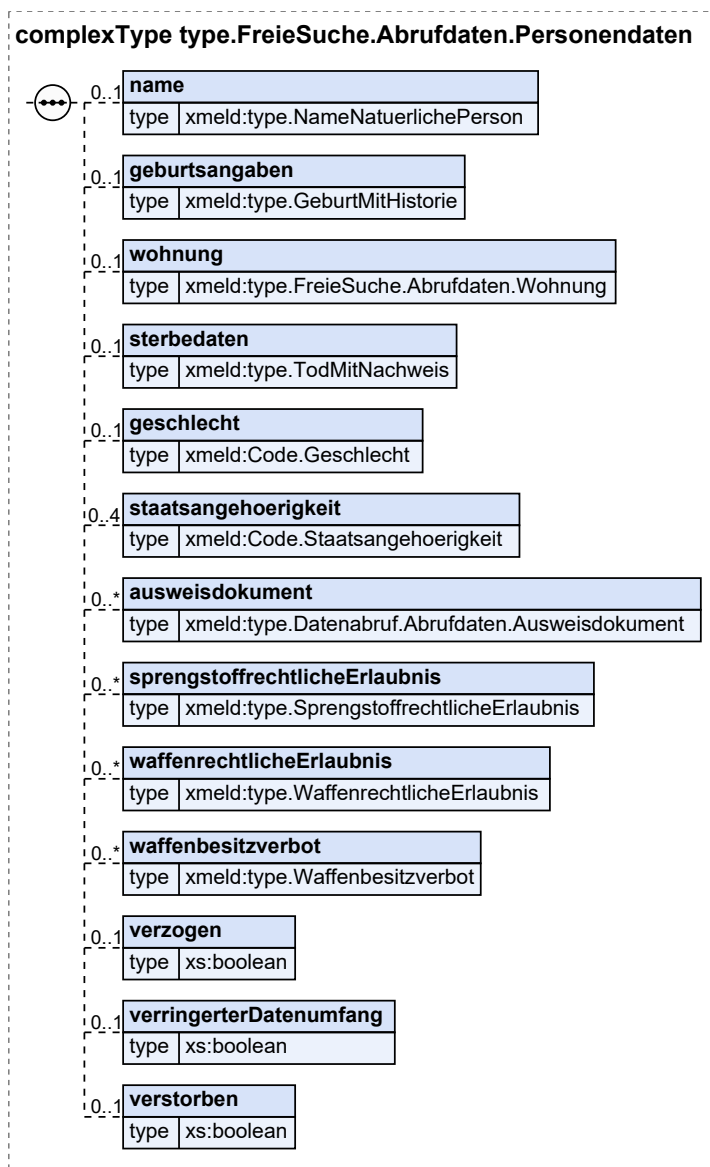 complexType type.FreieSuche.Abrufdaten.Personendaten
0..1 name
type xmeld:type.NameNatuerlichePerson
0..1 geburtsangaben
type xmeld:type.GeburtMitHistorie
0..1 wohnung
type xmeld:type.FreieSuche.Abrufdaten.Wohnung
0..1 sterbedaten
type xmeld:type.TodMitNachweis
0..1 geschlecht
type xmeld:Code.Geschlecht
0..4 staatsangehoerigkeit
type xmeld:Code.Staatsangehoerigkeit
0..* ausweisdokument
type xmeld:type.Datenabruf.Abrufdaten.Ausweisdokument
0..* sprengstoffrechtlicheErlaubnis
type xmeld:type.SprengstoffrechtlicheErlaubnis
0..* waffenrechtlicheErlaubnis
type xmeld:type.WaffenrechtlicheErlaubnis
0..* waffenbesitzverbot
type xmeld:type.Waffenbesitzverbot
0..1 verzogen
type xs:boolean
0..1 verringerterDatenumfang
type xs:boolean
0..1 verstorben
type xs:boolean